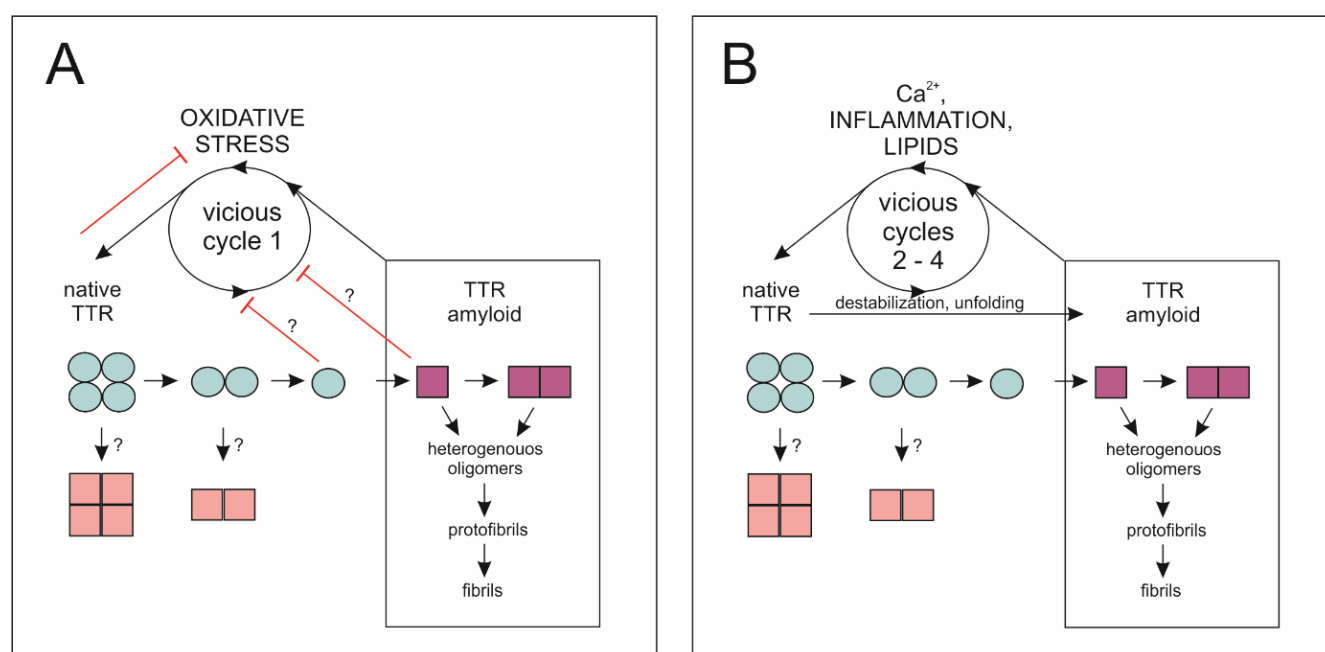 A
OXIDATIVE
STRESS
vicious
cycle 1
native
TTR
TTR
amyloid
?
?
?
?
heterogenouos
oligomers
protofibrils
fibrils
B
Ca²⁺,
INFLAMMATION,
LIPIDS
vicious
cycles
2 - 4
native
TTR
destabilization, unfolding
TTR
amyloid
?
?
heterogenouos
oligomers
protofibrils
fibrils